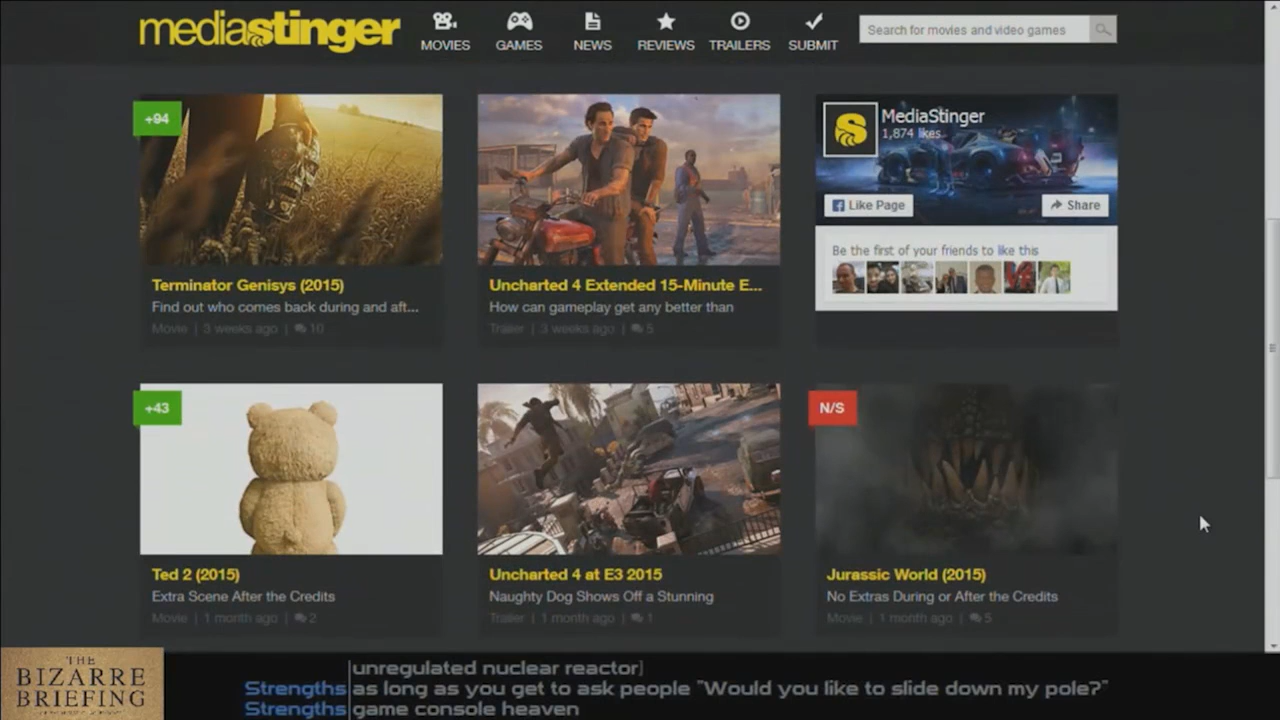 mediastinger
MOVIES GAMES NEWS REVIEWS TRAILERS SUBMIT
Search for movies and video games
+94
Terminator Genisys (2015)
Find out who comes back during and aft...
Movie | 3 weeks ago | 10
Uncharted 4 Extended 15-Minute E...
How can gameplay get any better than
Trailer | 3 weeks ago | 5
MediaStinger
1,874 likes
Like Page
Share
Be the first of your friends to like this
+43
Ted 2 (2015)
Extra Scene After the Credits
Movie | 1 month ago | 2
Uncharted 4 at E3 2015
Naughty Dog Shows Off a Stunning
Trailer | 1 month ago | 1
N/S
Jurassic World (2015)
No Extras During or After the Credits
Movie | 1 month ago | 5
THE
BIZARRE
BRIEFING
unregulated nuclear reactor]
Strengths as long as you get to ask people "Would you like to slide down my pole?"
Strengths game console heaven